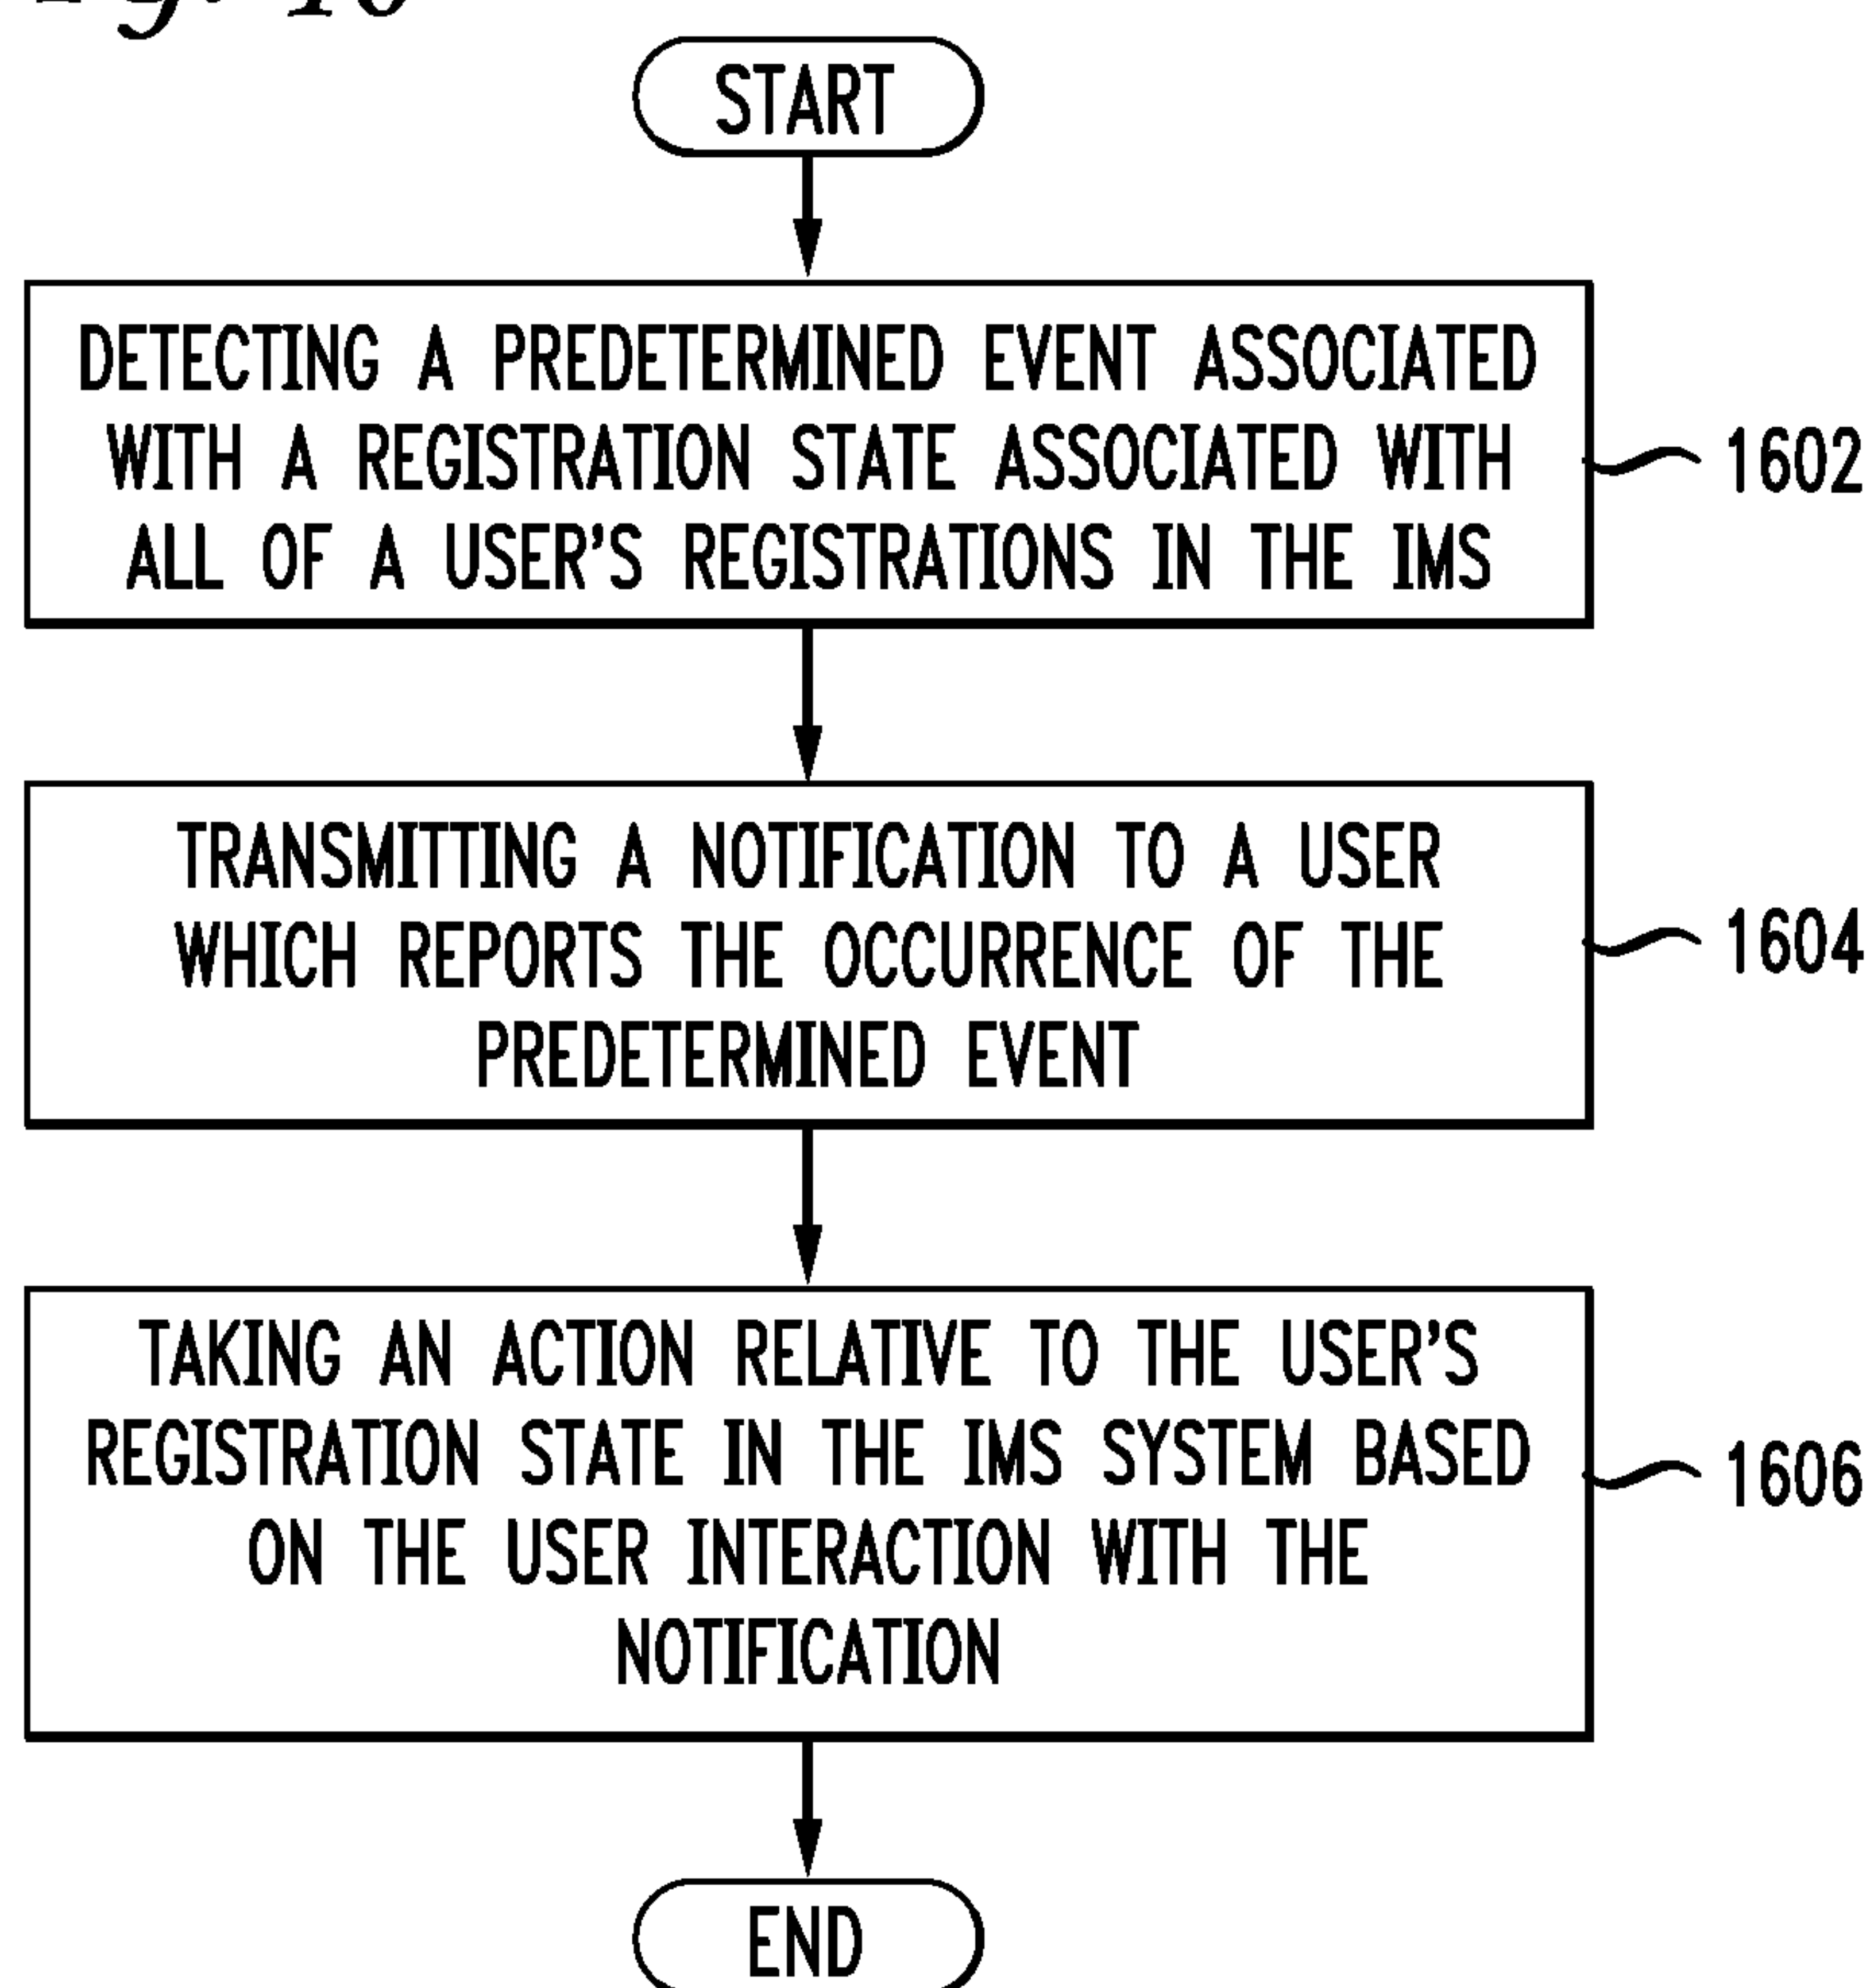 START
DETECTING A PREDETERMINED EVENT ASSOCIATED
WITH A REGISTRATION STATE ASSOCIATED WITH
ALL OF A USER'S REGISTRATIONS IN THE IMS
1602
TRANSMITTING A NOTIFICATION TO A USER
WHICH REPORTS THE OCCURRENCE OF THE
PREDETERMINED EVENT
1604
TAKING AN ACTION RELATIVE TO THE USER'S
REGISTRATION STATE IN THE IMS SYSTEM BASED
ON THE USER INTERACTION WITH THE
NOTIFICATION
1606
END